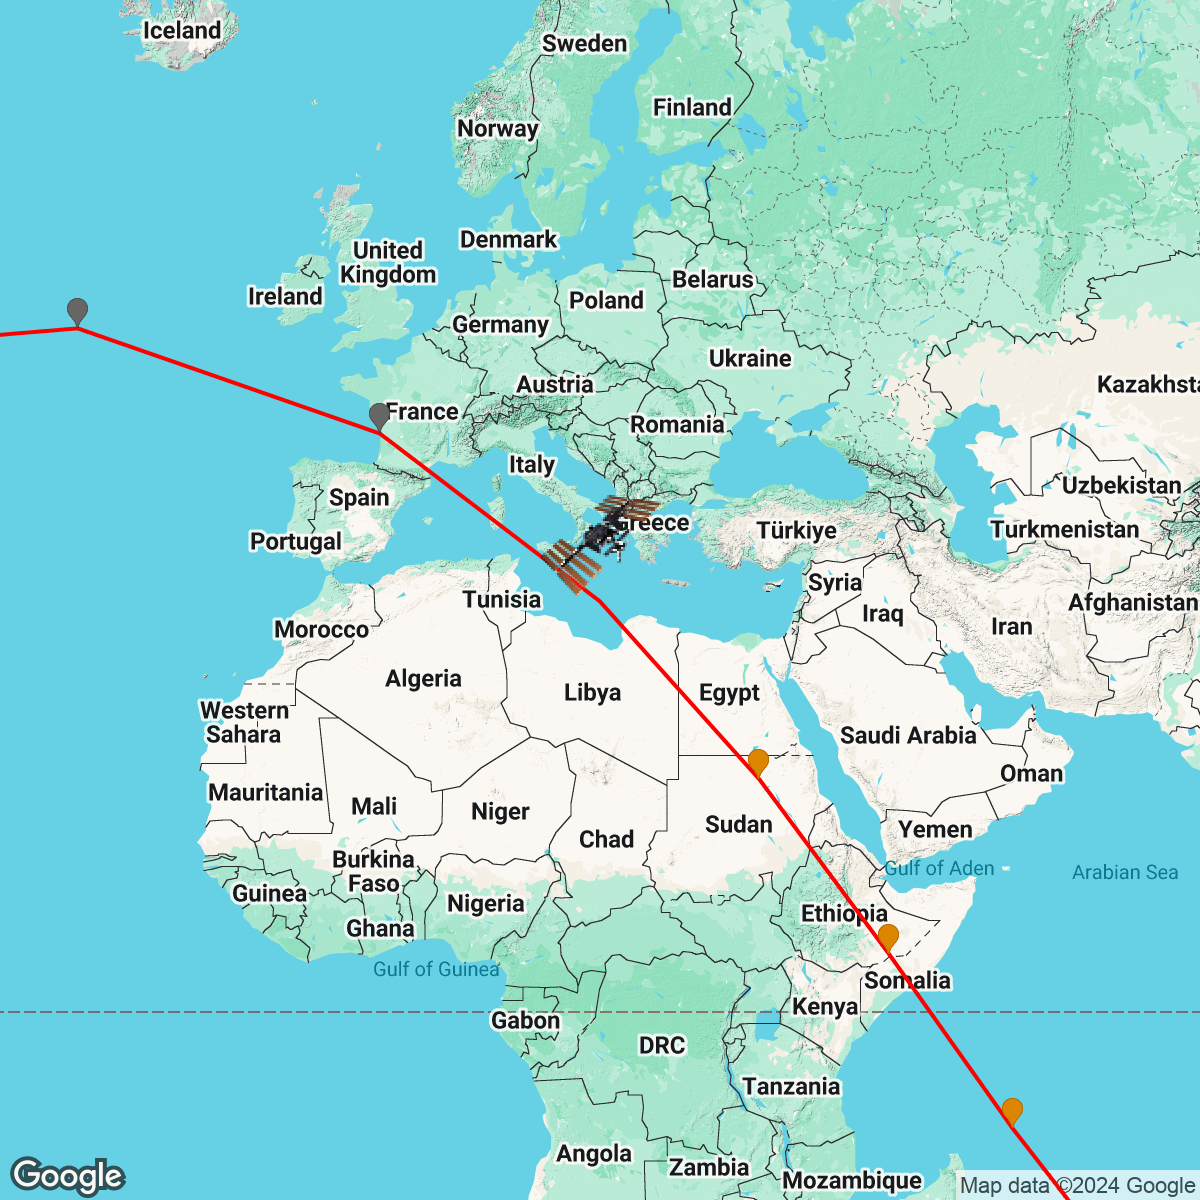 Iceland
Sweden
Finland
Norway
Denmark
United
Kingdom
Ireland
Belarus
Poland
Germany
Ukraine
Austria
Kazakhsta
France
Romania
Italy
Uzbekistan
Spain
Greece
Türkiye
Turkmenistan
Portugal
Syria
Afghanistan
Tunisia
Iraq
Iran
Morocco
Algeria
Libya
Egypt
Western
Sahara
Saudi Arabia
Oman
Mauritania
Mali
Niger
Chad
Sudan
Yemen
Burkina
Faso
Gulf of Aden
Arabian Sea
Guinea
Nigeria
Ethiopia
Ghana
Gulf of Guinea
Somalia
Kenya
Gabon
DRC
Tanzania
Angola
Zambia
Mozambique
Google
Map data ©2024 Google